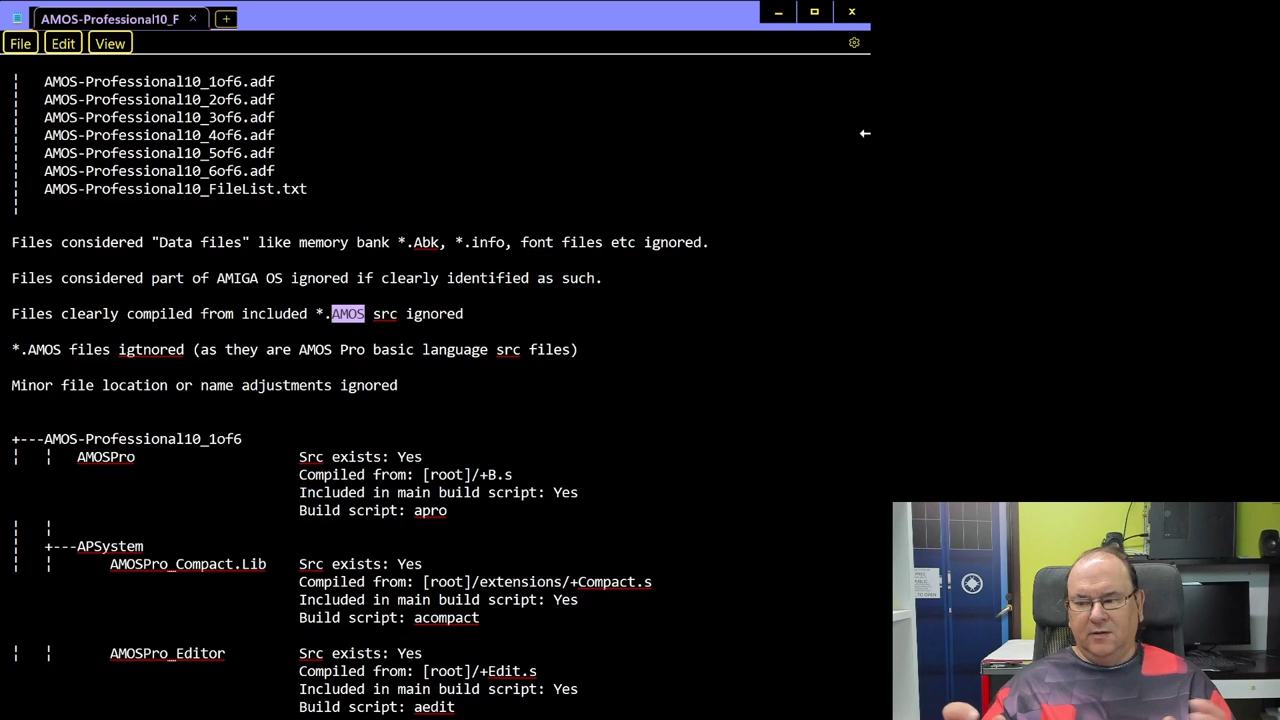 AMOS-Professional10_F
File Edit View
AMOS-Professional10_1of6.adf
AMOS-Professional10_2of6.adf
AMOS-Professional10_3of6.adf
AMOS-Professional10_4of6.adf
AMOS-Professional10_5of6.adf
AMOS-Professional10_6of6.adf
AMOS-Professional10_FileList.txt
Files considered "Data files" like memory bank *.Abk, *.info, font files etc ignored.
Files considered part of AMIGA OS ignored if clearly identified as such.
Files clearly compiled from included *.AMOS src ignored
*.AMOS files igtnored (as they are AMOS Pro basic language src files)
Minor file location or name adjustments ignored
+---AMOS-Professional10_1of6
¦ ¦ AMOSPro Src exists: Yes
Compiled from: [root]/+B.s
Included in main build script: Yes
Build script: apro
¦ +---APSystem
¦ ¦ AMOSPro_Compact.Lib Src exists: Yes
Compiled from: [root]/extensions/+Compact.s
Included in main build script: Yes
Build script: acompact
¦ ¦ AMOSPro_Editor Src exists: Yes
Compiled from: [root]/+Edit.s
Included in main build script: Yes
Build script: aedit